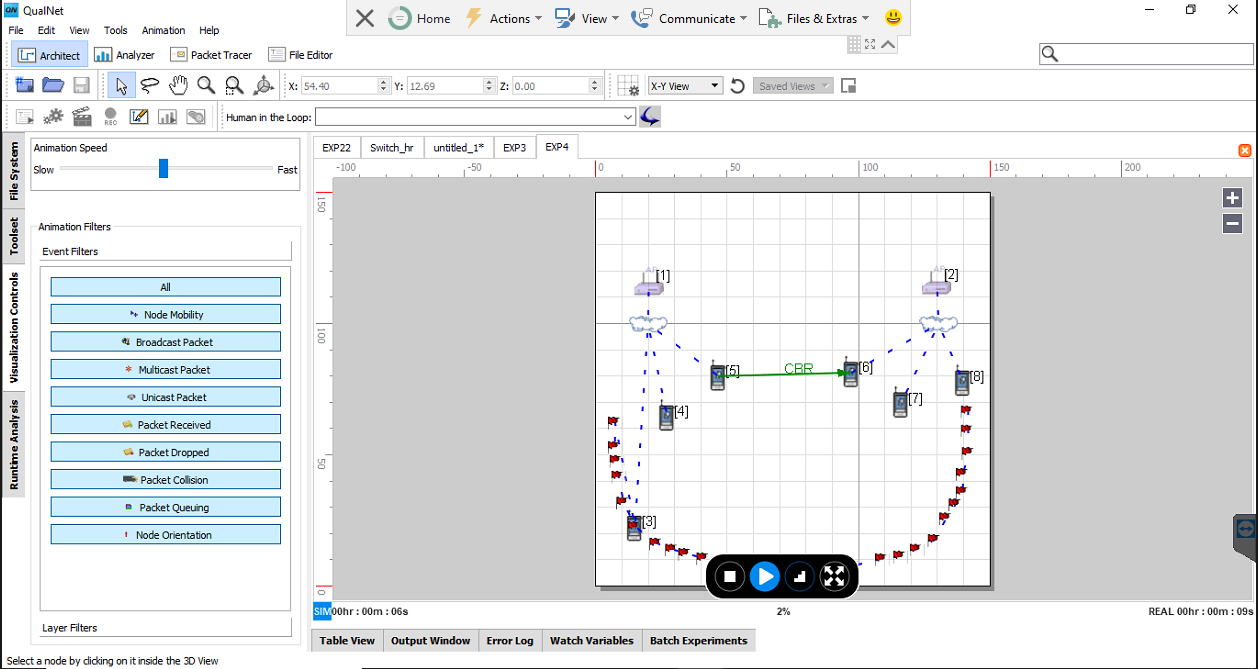 QualNet
Home Actions View Communicate Files & Extras
File Edit View Tools Animation Help
Architect Analyzer Packet Tracer File Editor
X: 54.40 Y: 12.69 Z: 0.00 X-Y View Saved Views
REC Human in the Loop:
File System
Toolset
Visualization Controls
Runtime Analysis
Animation Speed
Slow Fast
Animation Filters
Event Filters
All
Node Mobility
Broadcast Packet
Multicast Packet
Unicast Packet
Packet Received
Packet Dropped
Packet Collision
Packet Queuing
Node Orientation
Layer Filters
EXP22 Switch_hr untitled_1* EXP3 EXP4
-100 -50 0 50 100 150 200
150
100
50
0
AP [1] AP [2]
[5] CBR [6]
[8]
[7]
[4]
[3]
SIM 00hr : 00m : 06s 2% REAL 00hr : 00m : 09s
Table View Output Window Error Log Watch Variables Batch Experiments
Select a node by clicking on it inside the 3D View